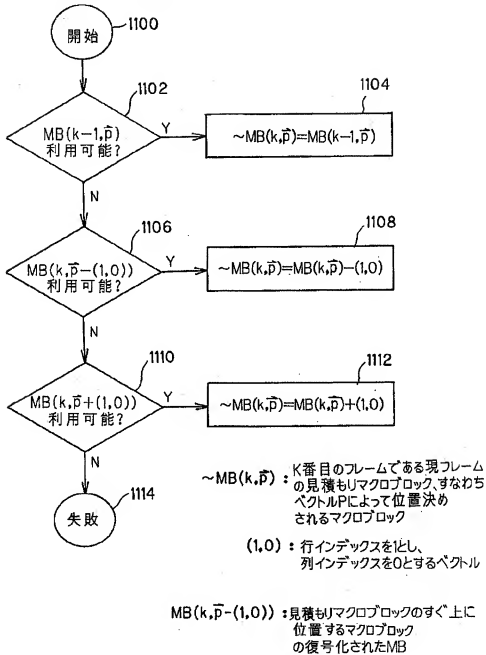 1100
開始
1102
MB(k-1,p⃗)
利用可能?
Y
1104
~MB(k,p⃗)=MB(k-1,p⃗)
N
1106
MB(k,p⃗-(1,0))
利用可能?
Y
1108
~MB(k,p⃗)=MB(k,p⃗)-(1,0)
N
1110
MB(k,p⃗+(1,0))
利用可能?
Y
1112
~MB(k,p⃗)=MB(k,p⃗)+(1,0)
N
失敗
1114
~MB(k,p⃗) : K番目のフレームである現フレーム
の見積もりマクロブロック、すなわち
ベクトルPによって位置決め
されるマクロブロック
(1,0) : 行インデックスを1とし、
列インデックスを0とするベクトル
MB(k,p⃗-(1,0)) : 見積もりマクロブロックのすぐ上に
位置するマクロブロック
の復号化されたMB